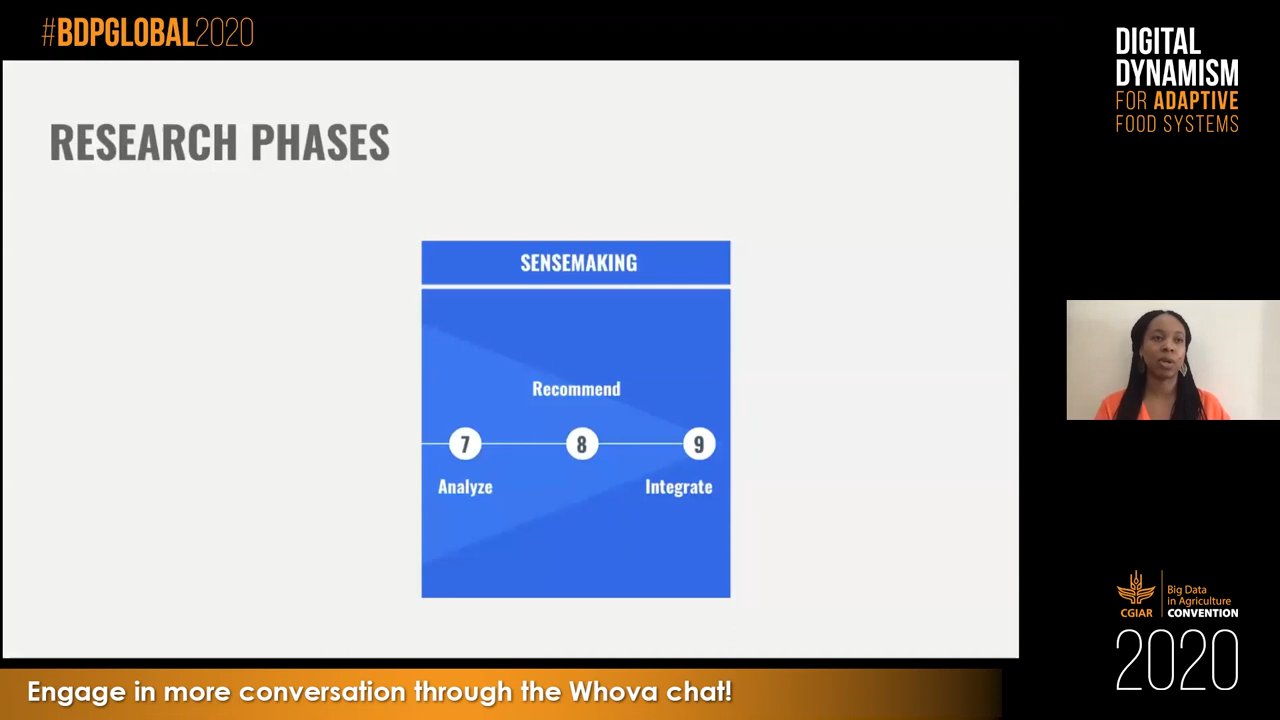 #BDPGLOBAL2020
DIGITAL
DYNAMISM
FOR ADAPTIVE
FOOD SYSTEMS
RESEARCH PHASES
SENSEMAKING
Recommend
7 8 9
Analyze Integrate
CGIAR
Big Data
in Agriculture
CONVENTION
2020
Engage in more conversation through the Whova chat!